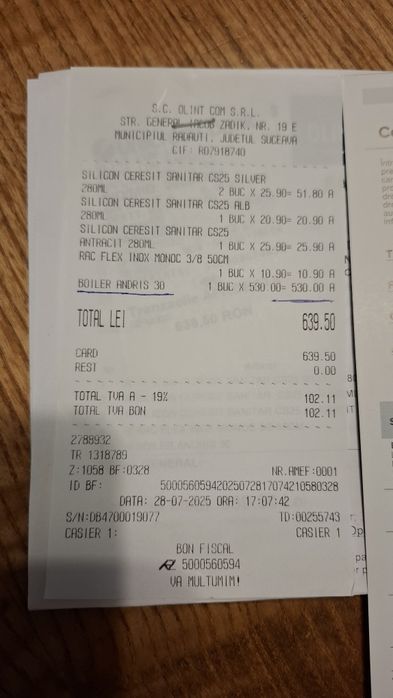 S.C. OLINT COM S.R.L.
STR. GENERAL IACOB ZADIK, NR. 19 E
MUNICIPIUL RADAUTI, JUDETUL SUCEAVA
CIF: RO7918740
SILICON CERESIT SANITAR CS25 SILVER
280ML 2 BUC X 25.90= 51.80 A
SILICON CERESIT SANITAR CS25 ALB
280ML 1 BUC X 20.90= 20.90 A
SILICON CERESIT SANITAR CS25
ANTRACIT 280ML 1 BUC X 25.90= 25.90 A
RAC FLEX INOX MONOC 3/8 50CM
1 BUC X 10.90= 10.90 A
BOILER ANDRIS 30 1 BUC X 530.00= 530.00 A
TOTAL LEI 639.50
CARD 639.50
REST 0.00
TOTAL TVA A - 19% 102.11
TOTAL TVA BON 102.11
2788932
TR 1318789
Z:1058 BF:0328 NR.AMEF:0001
ID BF: 50005605942025072817074210580328
DATA: 28-07-2025 ORA: 17:07:42
S/N:DB4700019077 TD:00255743
CASIER 1: CASIER 1
BON FISCAL
5000560594
VA MULTUMIM!